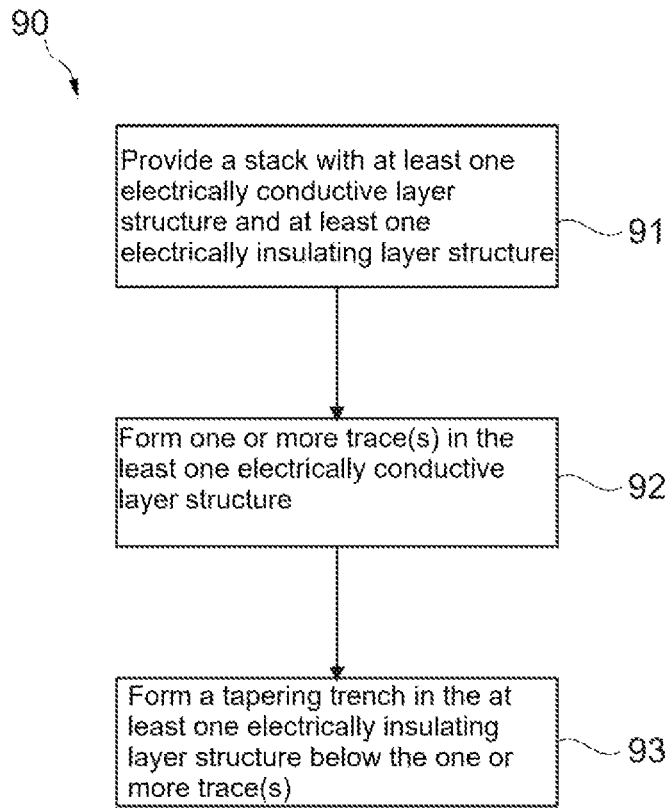 90
Provide a stack with at least one
electrically conductive layer
structure and at least one
electrically insulating layer structure
91
Form one or more trace(s) in the
least one electrically conductive
layer structure
92
Form a tapering trench in the at
least one electrically insulating
layer structure below the one or
more trace(s)
93